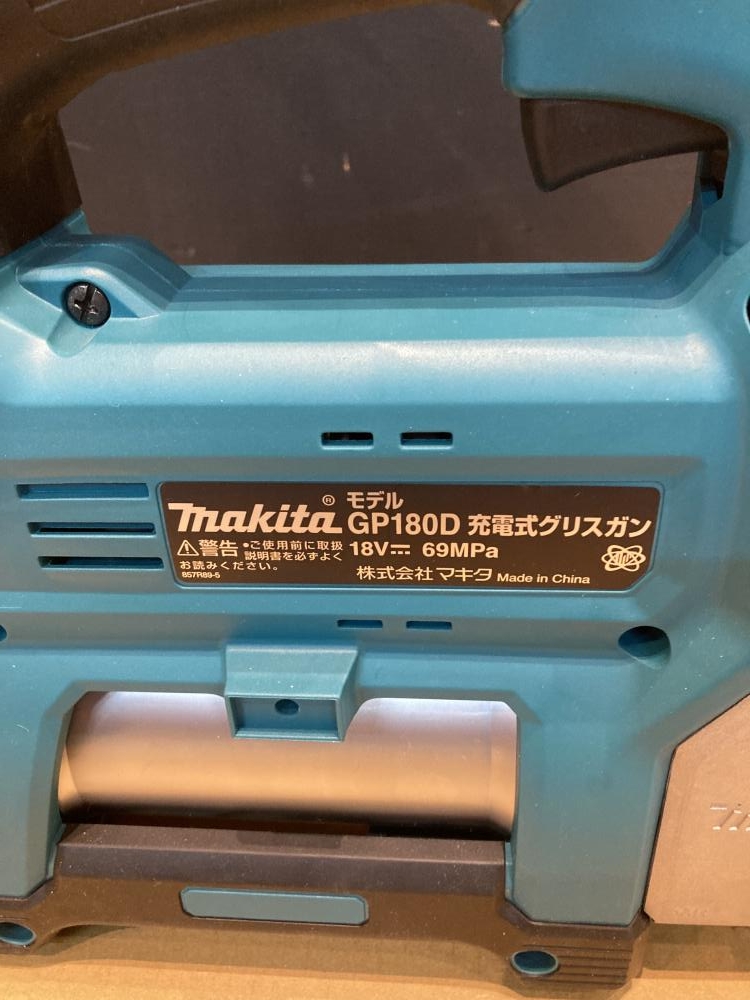 makita® モデル
GP180D 充電式グリスガン
⚠警告 •ご使用前に取扱
説明書を必ずよく
お読みください。
857R89-5
18V⎓ 69MPa
株式会社マキタ Made in China